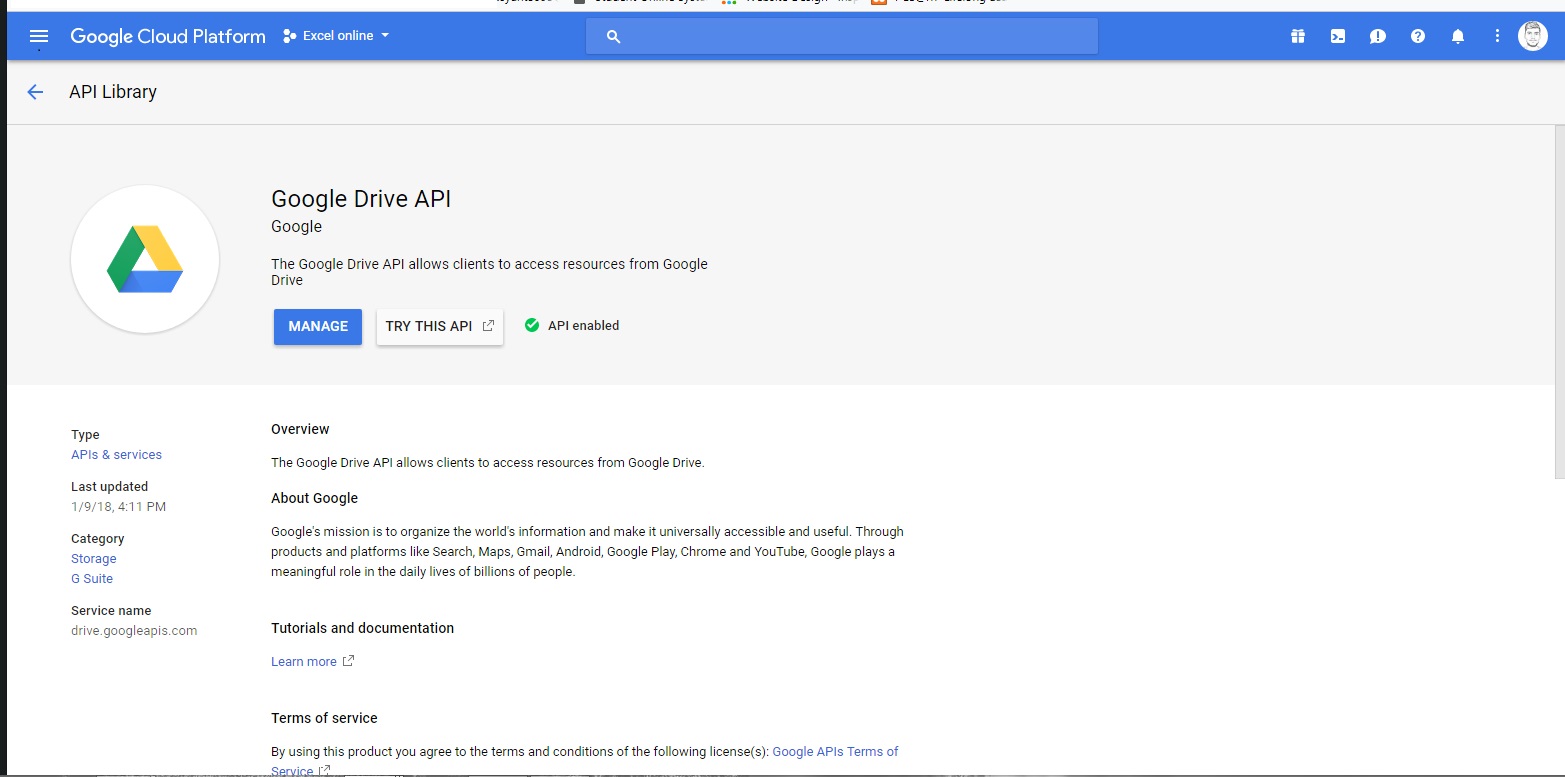 Google Cloud Platform
Excel online
API Library
Google Drive API
Google
The Google Drive API allows clients to access resources from Google
Drive
MANAGE
TRY THIS API
API enabled
Type
APIs & services
Last updated
1/9/18, 4:11 PM
Category
Storage
G Suite
Service name
drive.googleapis.com
Overview
The Google Drive API allows clients to access resources from Google Drive.
About Google
Google's mission is to organize the world's information and make it universally accessible and useful. Through
products and platforms like Search, Maps, Gmail, Android, Google Play, Chrome and YouTube, Google plays a
meaningful role in the daily lives of billions of people.
Tutorials and documentation
Learn more
Terms of service
By using this product you agree to the terms and conditions of the following license(s): Google APIs Terms of
Service